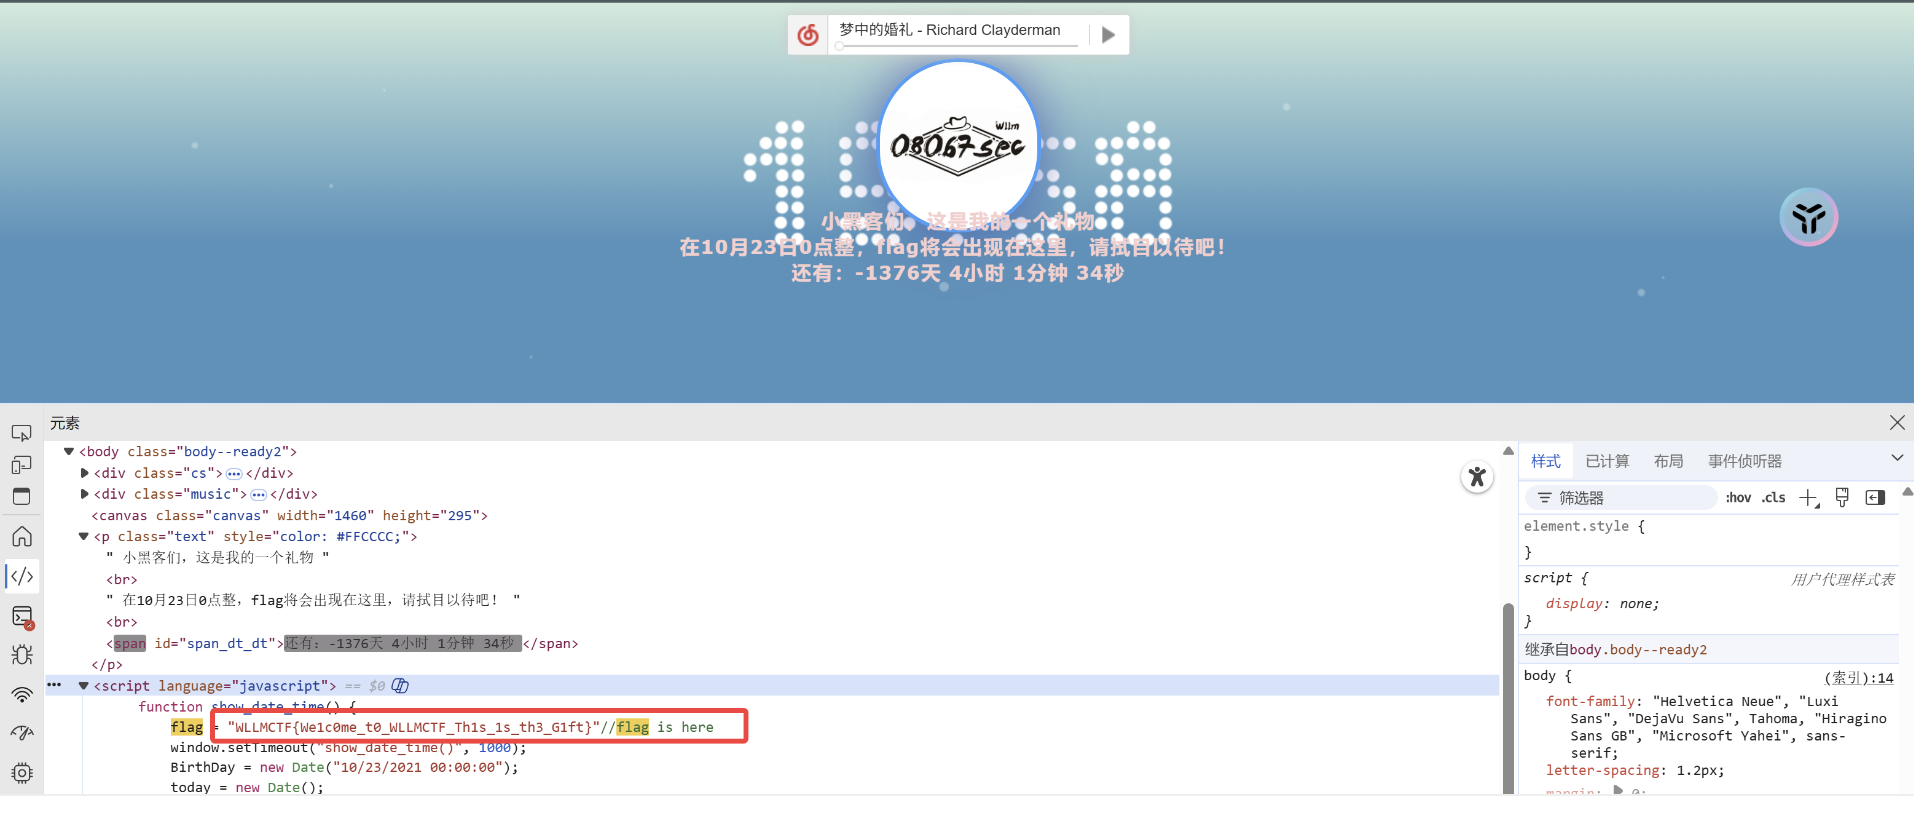 梦中的婚礼 - Richard Clayderman
Wllm
08067sec
小黑客们，这是我的一个礼物
在10月23日0点整，flag将会出现在这里，请拭目以待吧！
还有：-1376天 4小时 1分钟 34秒
元素
<body class="body--ready2">
<div class="cs">•••</div>
<div class="music">•••</div>
<canvas class="canvas" width="1460" height="295">
<p class="text" style="color: #FFCCCC;">
" 小黑客们，这是我的一个礼物 "
<br>
" 在10月23日0点整，flag将会出现在这里，请拭目以待吧！ "
<br>
<span id="span_dt_dt">还有：-1376天 4小时 1分钟 34秒 </span>
</p>
••• <script language="javascript"> == $0
function show_date_time() {
flag = "WLLMCTF{We1c0me_t0_WLLMCTF_Th1s_1s_th3_G1ft}"//flag is here
window.setTimeout("show_date_time()", 1000);
BirthDay = new Date("10/23/2021 00:00:00");
today = new Date();
样式 已计算 布局 事件侦听器
筛选器 :hov .cls
element.style {
}
script { 用户代理样式表
display: none;
}
继承自body.body--ready2
body { (索引):14
font-family: "Helvetica Neue", "Luxi
Sans", "DejaVu Sans", Tahoma, "Hiragino
Sans GB", "Microsoft Yahei", sans-
serif;
letter-spacing: 1.2px;
margin: 0;